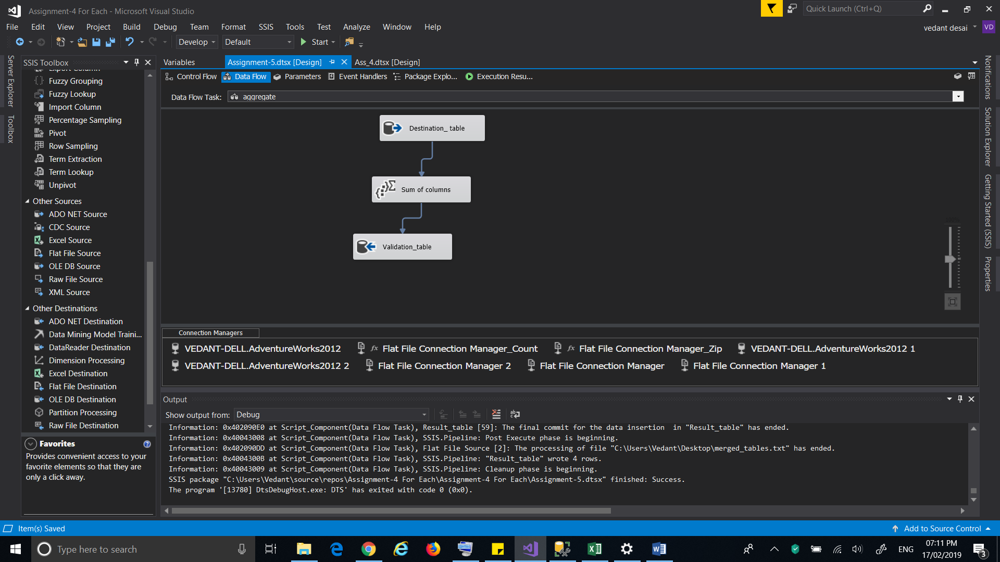 Assignment-4 For Each - Microsoft Visual Studio
Quick Launch (Ctrl+Q)
File Edit View Project Build Debug Team Format SSIS Tools Test Analyze Window Help
vedant desai VD
Develop Default Start
Server Explorer
Toolbox
SSIS Toolbox
Export Column
Fuzzy Grouping
Fuzzy Lookup
Import Column
Percentage Sampling
Pivot
Row Sampling
Term Extraction
Term Lookup
Unpivot
Other Sources
ADO NET Source
CDC Source
Excel Source
Flat File Source
OLE DB Source
Raw File Source
XML Source
Other Destinations
ADO NET Destination
Data Mining Model Traini...
DataReader Destination
Dimension Processing
Excel Destination
Flat File Destination
OLE DB Destination
Partition Processing
Raw File Destination
Favorites
Provides convenient access to your
favorite elements so that they are
only a click away.
Variables Assignment-5.dtsx [Design] Ass_4.dtsx [Design]
Control Flow Data Flow Parameters Event Handlers Package Explo... Execution Resu...
Data Flow Task: aggregate
Destination_ table
Sum of columns
Validation_table
100%
Connection Managers
VEDANT-DELL.AdventureWorks2012 fx Flat File Connection Manager_Count fx Flat File Connection Manager_Zip VEDANT-DELL.AdventureWorks2012 1
VEDANT-DELL.AdventureWorks2012 2 Flat File Connection Manager 2 Flat File Connection Manager Flat File Connection Manager 1
Output
Show output from: Debug
Information: 0x402090E0 at Script_Component(Data Flow Task), Result_table [59]: The final commit for the data insertion  in "Result_table" has ended.
Information: 0x40043008 at Script_Component(Data Flow Task), SSIS.Pipeline: Post Execute phase is beginning.
Information: 0x402090DD at Script_Component(Data Flow Task), Flat File Source [2]: The processing of file "C:\Users\Vedant\Desktop\merged_tables.txt" has ended.
Information: 0x4004300B at Script_Component(Data Flow Task), SSIS.Pipeline: "Result_table" wrote 4 rows.
Information: 0x40043009 at Script_Component(Data Flow Task), SSIS.Pipeline: Cleanup phase is beginning.
SSIS package "C:\Users\Vedant\source\repos\Assignment-4 For Each\Assignment-4 For Each\Assignment-5.dtsx" finished: Success.
The program '[13780] DtsDebugHost.exe: DTS' has exited with code 0 (0x0).
Notifications
Solution Explorer
Getting Started (SSIS)
Properties
Item(s) Saved
Add to Source Control
Type here to search
ENG
07:11 PM
17/02/2019
3